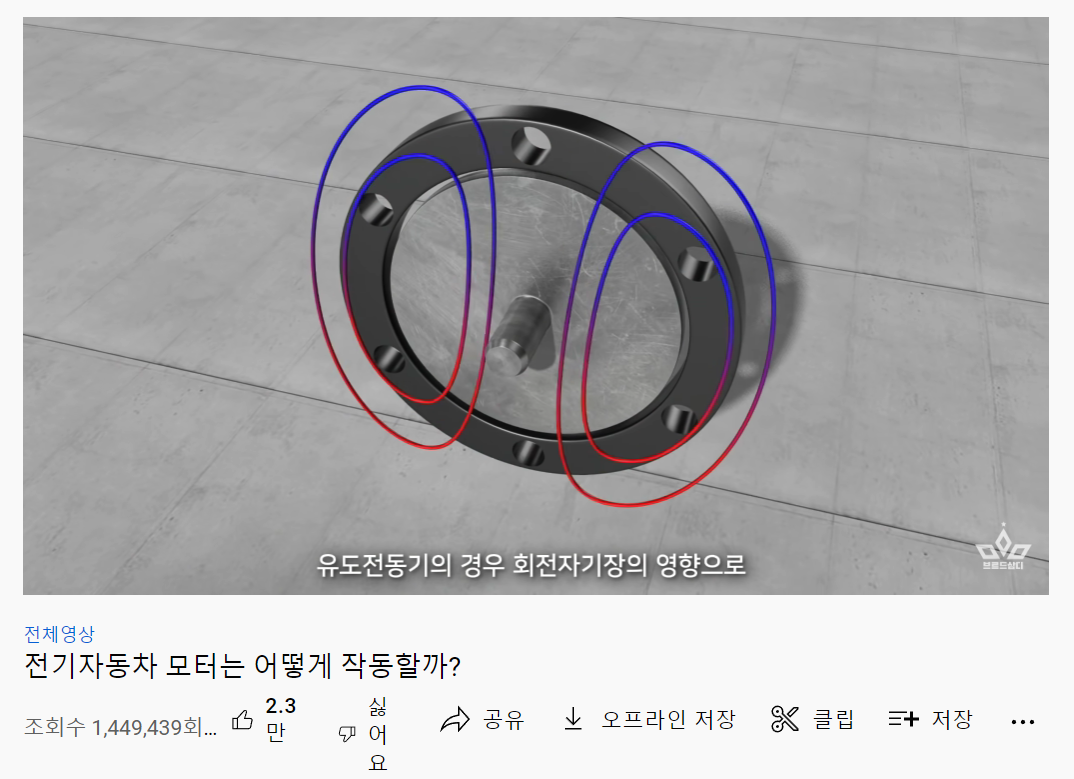 유도전동기의 경우 회전자기장의 영향으로
브랜드삼디
전체영상
전기자동차 모터는 어떻게 작동할까?
조회수 1,449,439회...
2.3
만
싫
어
요
공유
오프라인 저장
클립
저장